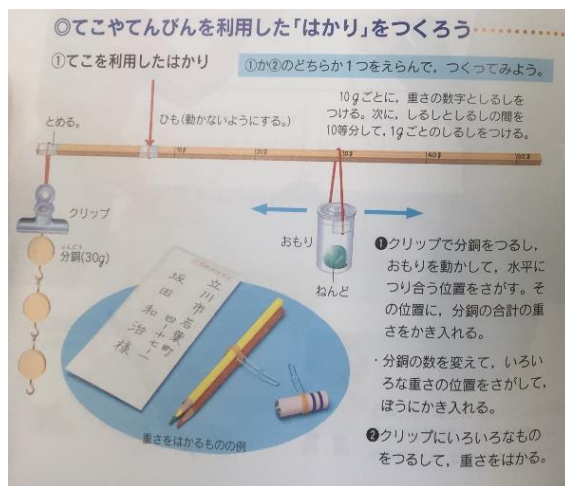 ◎てこやてんびんを利用した「はかり」をつくろう
①てこを利用したはかり
①か②のどちらか1つをえらんで，つくってみよう。
10gごとに，重さの数字としるしを
つける。次に，しるしとしるしの間を
10等分して，1gごとのしるしをつける。
とめる。
ひも(動かないようにする。)
10g
20g
30g
40g
50g
クリップ
ふんどう
分銅(30g)
おもり
ねんど
立川市若葉町
四ー十七ー一
坂田和治様
重さをはかるものの例
❶クリップで分銅をつるし，
おもりを動かして，水平に
つり合う位置をさがす。そ
の位置に，分銅の合計の重
さをかき入れる。
・分銅の数を変えて，いろい
ろな重さの位置をさがして，
ぼうにかき入れる。
❷クリップにいろいろなもの
をつるして，重さをはかる。